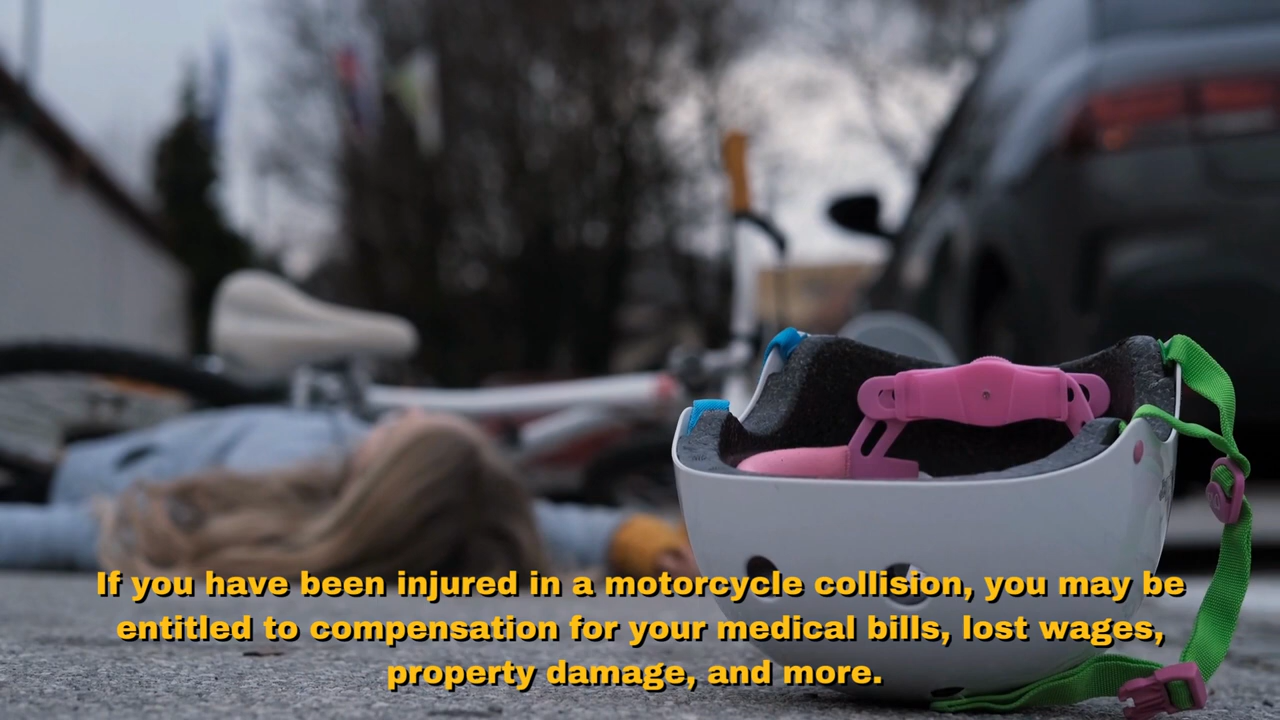 If you have been injured in a motorcycle collision, you may be
entitled to compensation for your medical bills, lost wages,
property damage, and more.